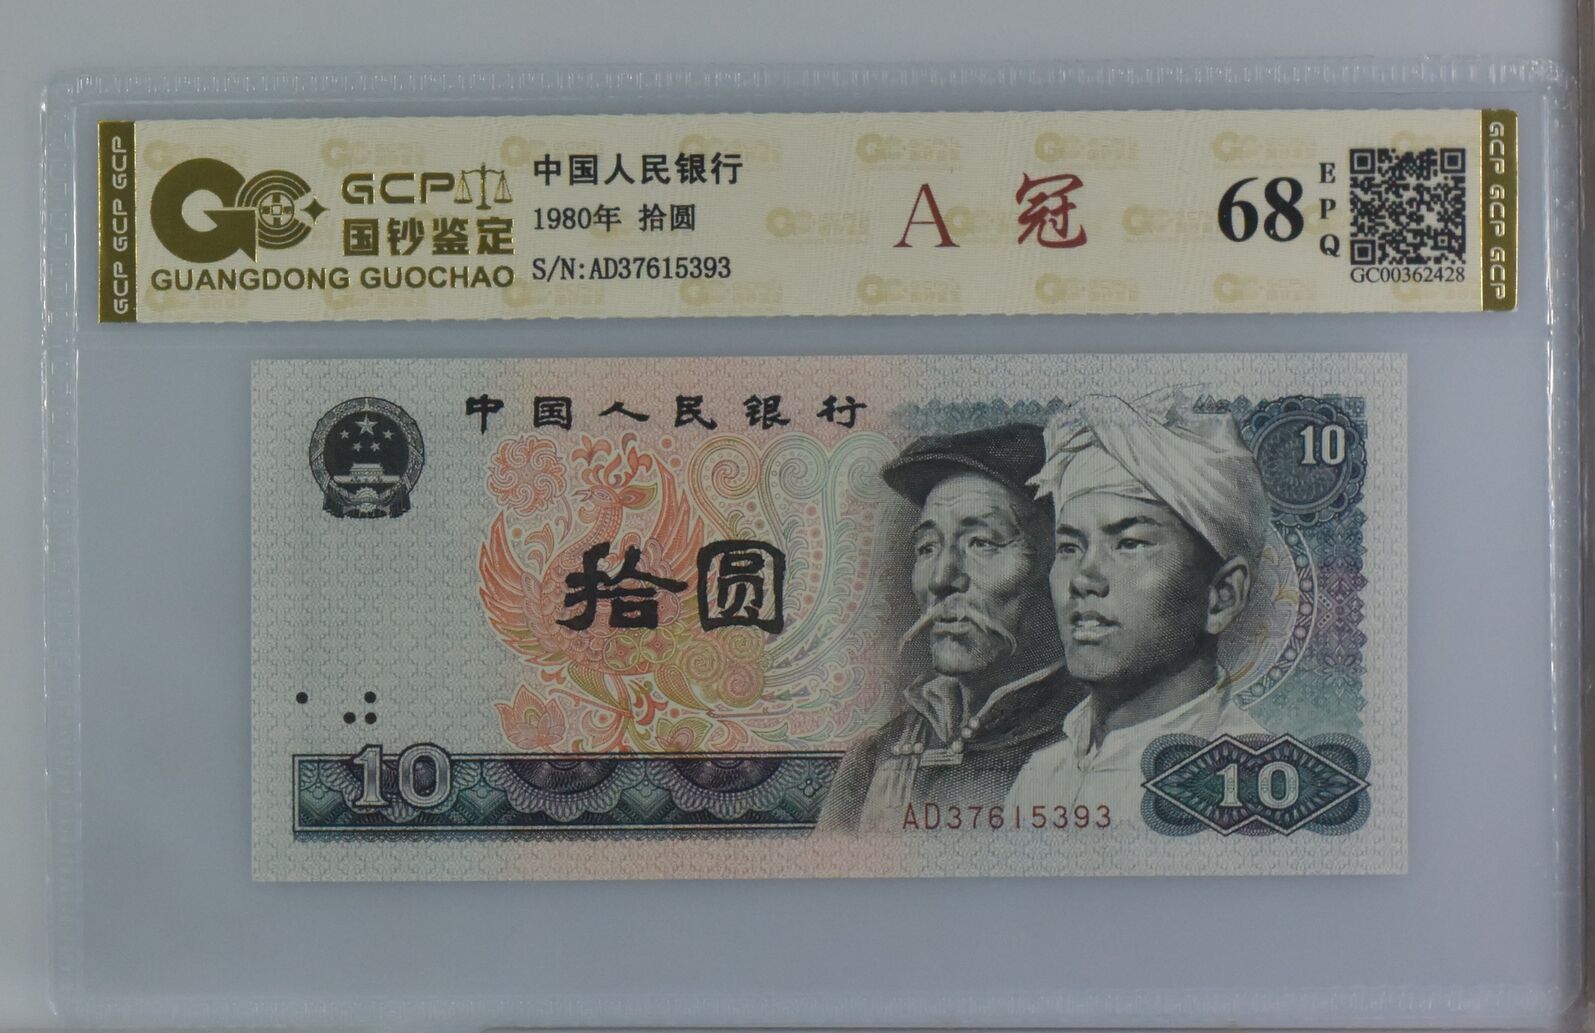 GCP GCP GCP
GCP
国钞鉴定
GUANGDONG GUOCHAO
中国人民银行
1980年 拾圆
S/N:AD37615393
A 冠
68
EPQ
GC00362428
GCP GCP GCP
中国人民银行
10
拾圆
10
10
AD37615393